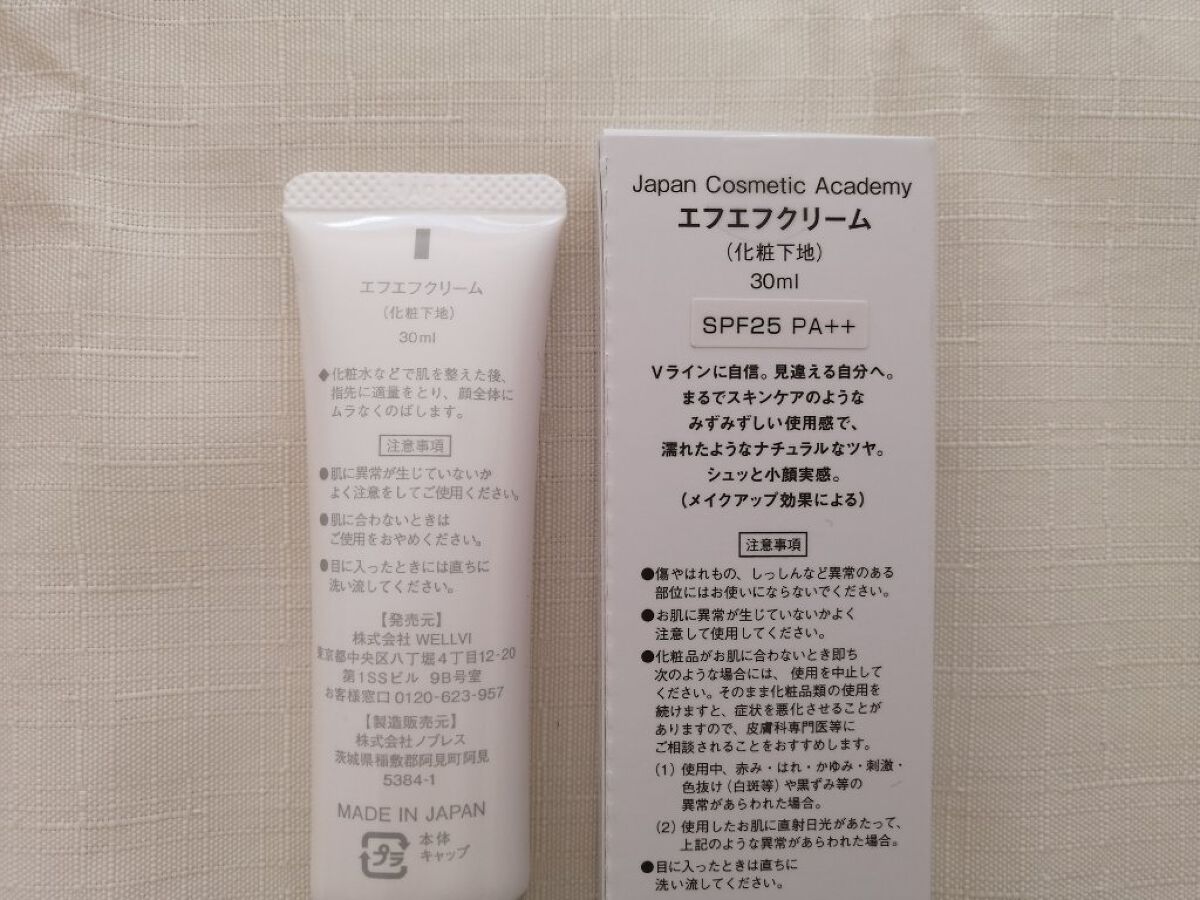 エフエフクリーム
(化粧下地)
30ml
◆化粧水などで肌を整えた後、
指先に適量をとり、顔全体に
ムラなくのばします。
注意事項
●肌に異常が生じていないか
よく注意をしてご使用ください。
●肌に合わないときは
ご使用をおやめください。
●目に入ったときには直ちに
洗い流してください。
【発売元】
株式会社 WELLVI
東京都中央区八丁堀4丁目12-20
第1SSビル 9B号室
お客様窓口 0120-623-957
【製造販売元】
株式会社ノブレス
茨城県稲敷郡阿見町阿見
5384-1
MADE IN JAPAN
プラ
本体
キャップ
Japan Cosmetic Academy
エフエフクリーム
(化粧下地)
30ml
SPF25 PA++
Vラインに自信。見違える自分へ。
まるでスキンケアのような
みずみずしい使用感で、
濡れたようなナチュラルなツヤ。
シュッと小顔実感。
(メイクアップ効果による)
注意事項
●傷やはれもの、しっしんなど異常のある
部位にはお使いにならないでください。
●お肌に異常が生じていないかよく
注意して使用してください。
●化粧品がお肌に合わないとき即ち
次のような場合には、使用を中止して
ください。そのまま化粧品類の使用を
続けますと、症状を悪化させることが
ありますので、皮膚科専門医等に
ご相談されることをおすすめします。
(1) 使用中、赤み・はれ・かゆみ・刺激・
色抜け(白斑等)や黒ずみ等の
異常があらわれた場合。
(2) 使用したお肌に直射日光があたって、
上記のような異常があらわれた場合。
●目に入ったときは直ちに
洗い流してください。